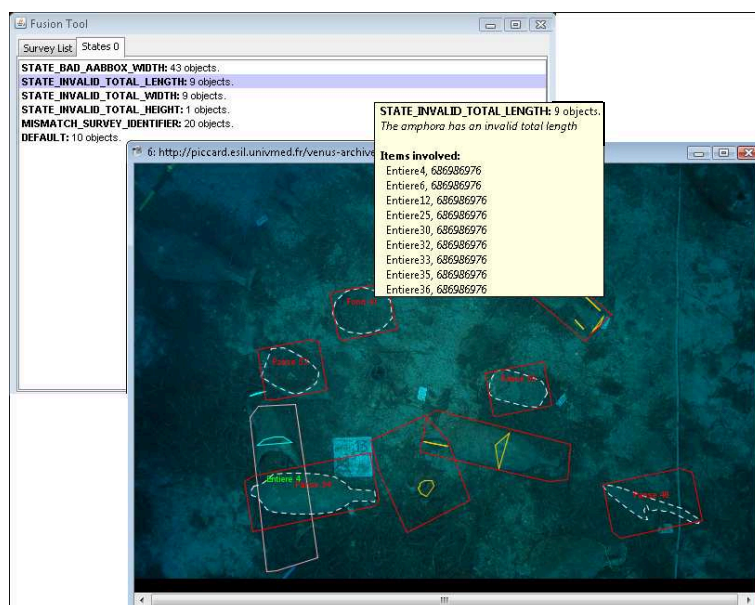 Fusion Tool
Survey List States 0
STATE_BAD_AABBOX_WIDTH: 43 objects.
STATE_INVALID_TOTAL_LENGTH: 9 objects.
STATE_INVALID_TOTAL_WIDTH: 9 objects.
STATE_INVALID_TOTAL_HEIGHT: 1 objects.
MISMATCH_SURVEY_IDENTIFIER: 20 objects.
DEFAULT: 10 objects.
STATE_INVALID_TOTAL_LENGTH: 9 objects.
The amphora has an invalid total length
Items involved:
Entiere4, 686986976
Entiere6, 686986976
Entiere12, 686986976
Entiere25, 686986976
Entiere30, 686986976
Entiere32, 686986976
Entiere33, 686986976
Entiere35, 686986976
Entiere36, 686986976
6: http://piccard.esil.univmed.fr/venus-archive
Entiere 4